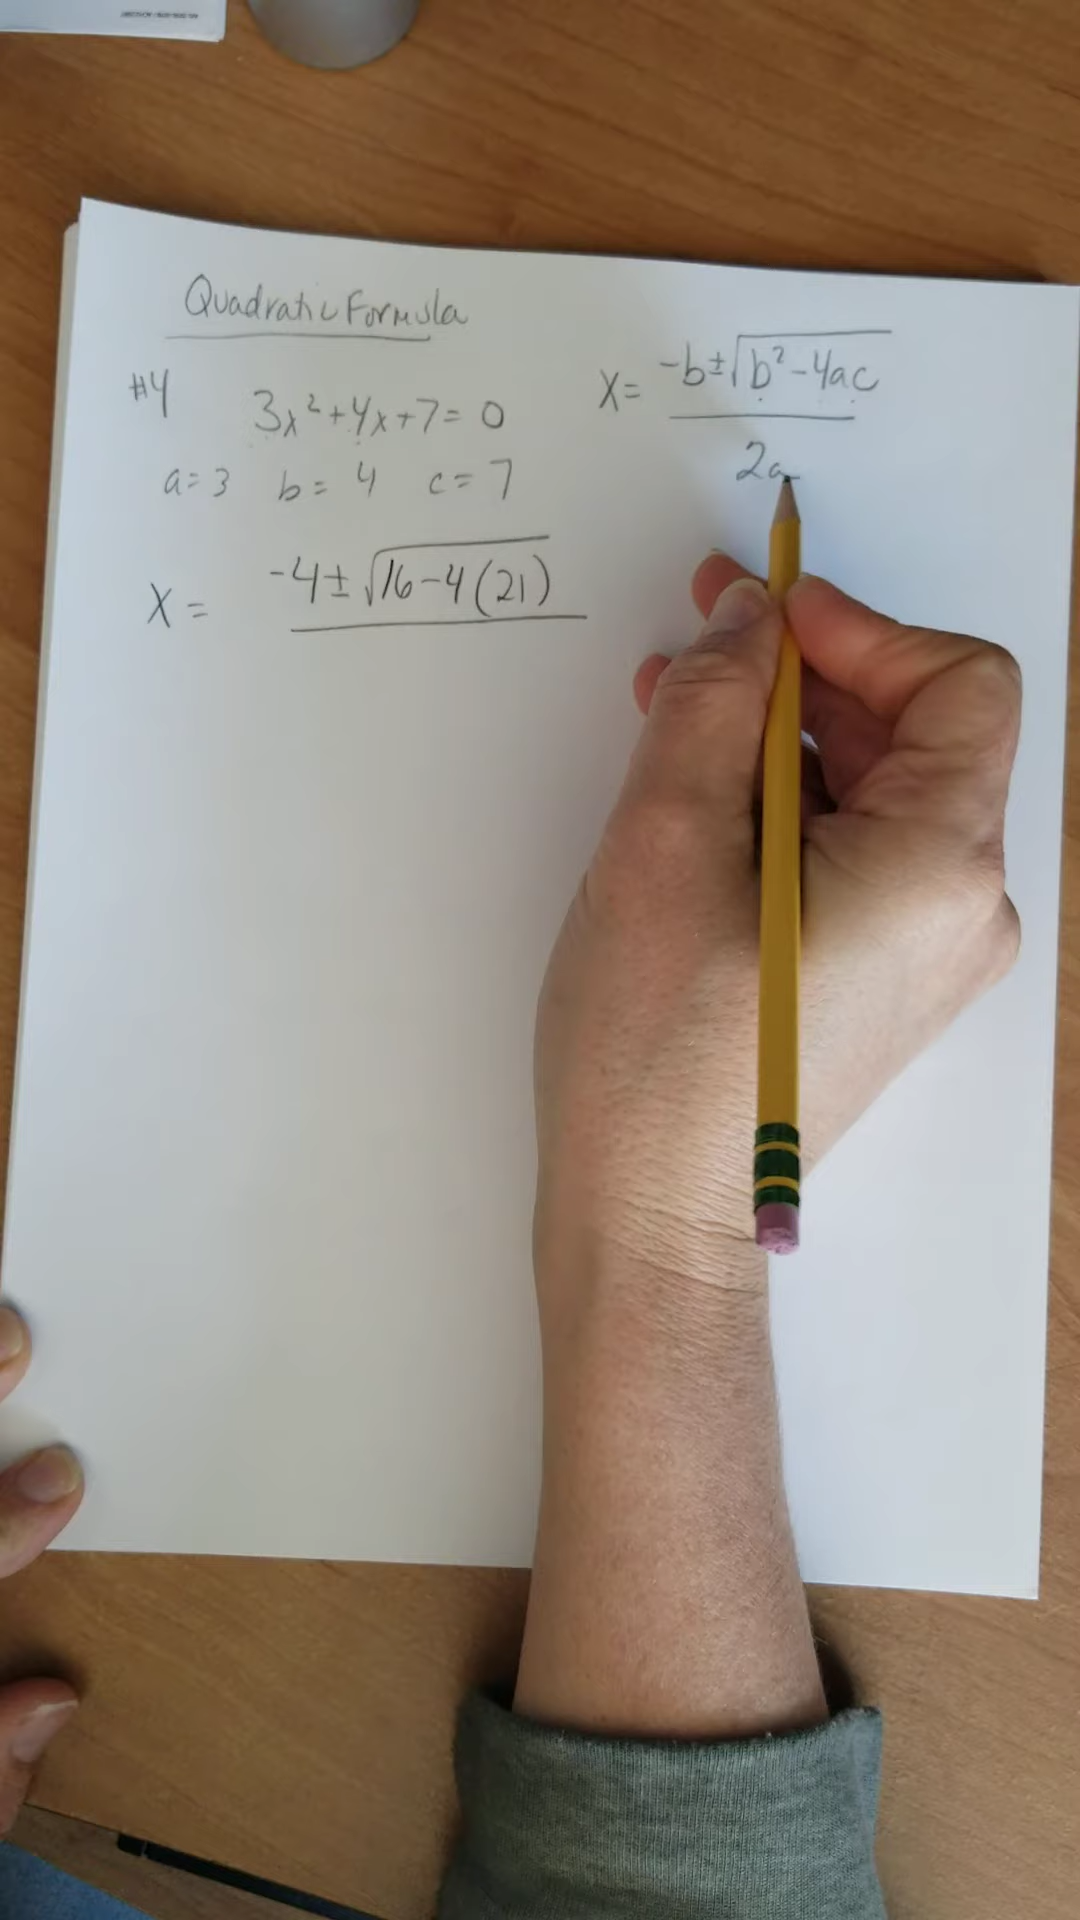 Quadratic Formula
#4
3x²+4x+7=0
a=3 b=4 c=7
x= -b±√b²-4ac
2a
x= -4±√16-4(21)